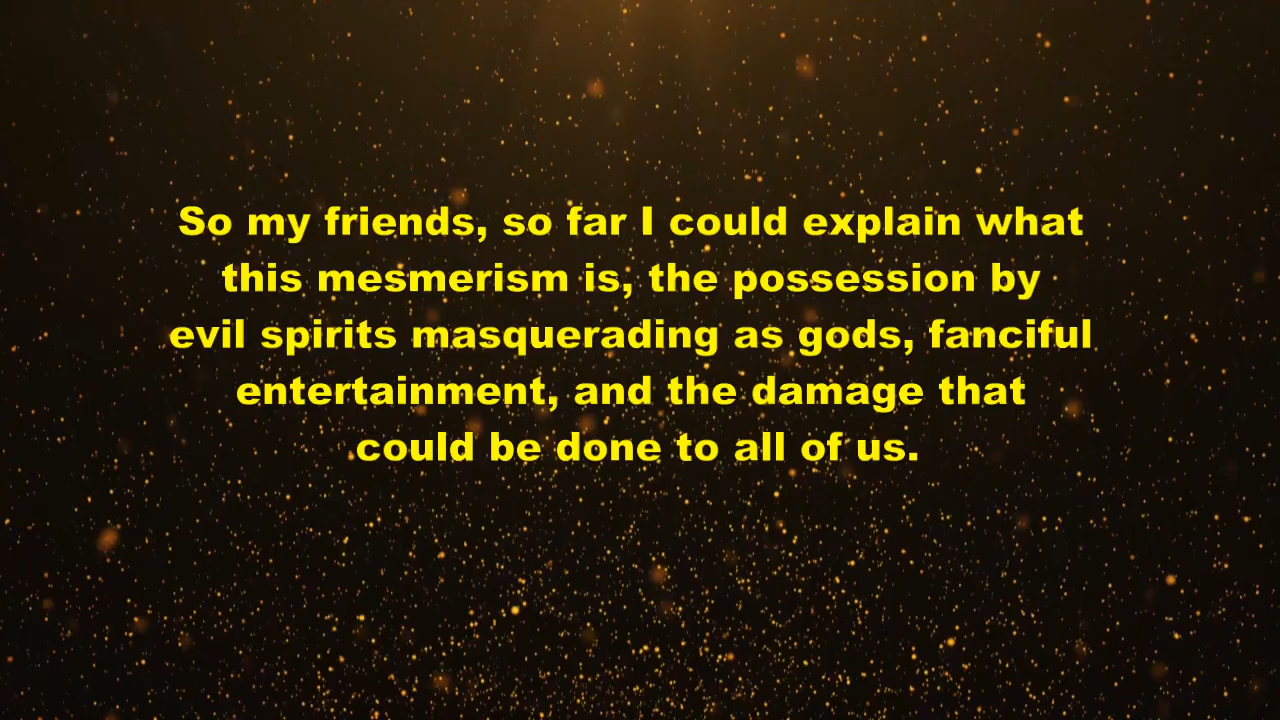 So my friends, so far I could explain what
this mesmerism is, the possession by
evil spirits masquerading as gods, fanciful
entertainment, and the damage that
could be done to all of us.